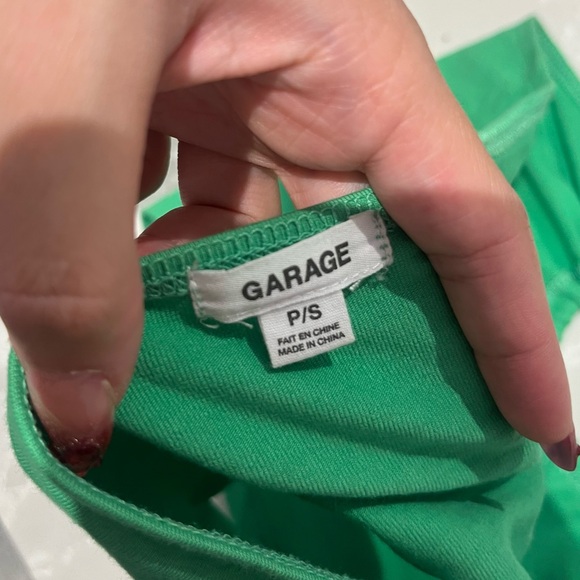 GARAGE
P/S
FAIT EN CHINE
MADE IN CHINA